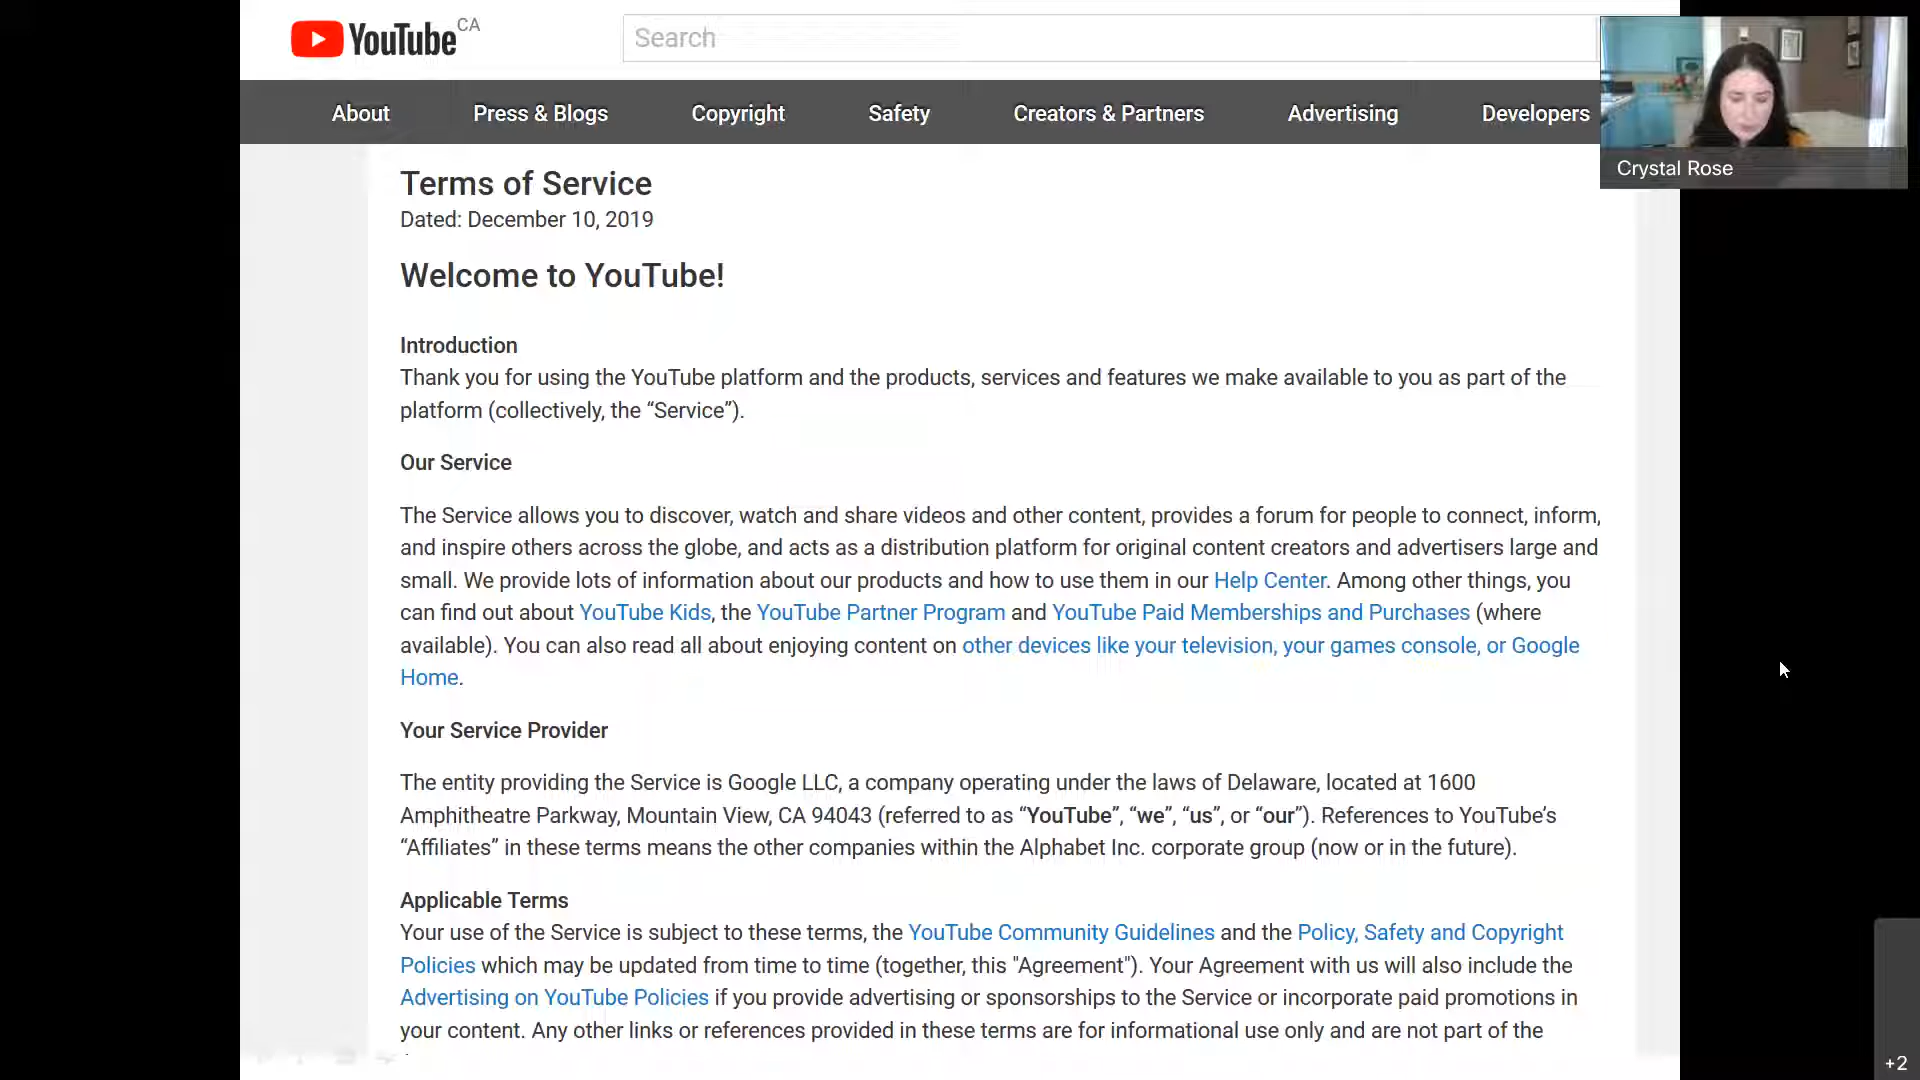 YouTube CA
Search
About Press & Blogs Copyright Safety Creators & Partners Advertising Developers
Crystal Rose
Terms of Service
Dated: December 10, 2019
Welcome to YouTube!
Introduction
Thank you for using the YouTube platform and the products, services and features we make available to you as part of the
platform (collectively, the “Service”).
Our Service
The Service allows you to discover, watch and share videos and other content, provides a forum for people to connect, inform,
and inspire others across the globe, and acts as a distribution platform for original content creators and advertisers large and
small. We provide lots of information about our products and how to use them in our Help Center. Among other things, you
can find out about YouTube Kids, the YouTube Partner Program and YouTube Paid Memberships and Purchases (where
available). You can also read all about enjoying content on other devices like your television, your games console, or Google
Home.
Your Service Provider
The entity providing the Service is Google LLC, a company operating under the laws of Delaware, located at 1600
Amphitheatre Parkway, Mountain View, CA 94043 (referred to as “YouTube”, “we”, “us”, or “our”). References to YouTube’s
“Affiliates” in these terms means the other companies within the Alphabet Inc. corporate group (now or in the future).
Applicable Terms
Your use of the Service is subject to these terms, the YouTube Community Guidelines and the Policy, Safety and Copyright
Policies which may be updated from time to time (together, this "Agreement"). Your Agreement with us will also include the
Advertising on YouTube Policies if you provide advertising or sponsorships to the Service or incorporate paid promotions in
your content. Any other links or references provided in these terms are for informational use only and are not part of the
+2